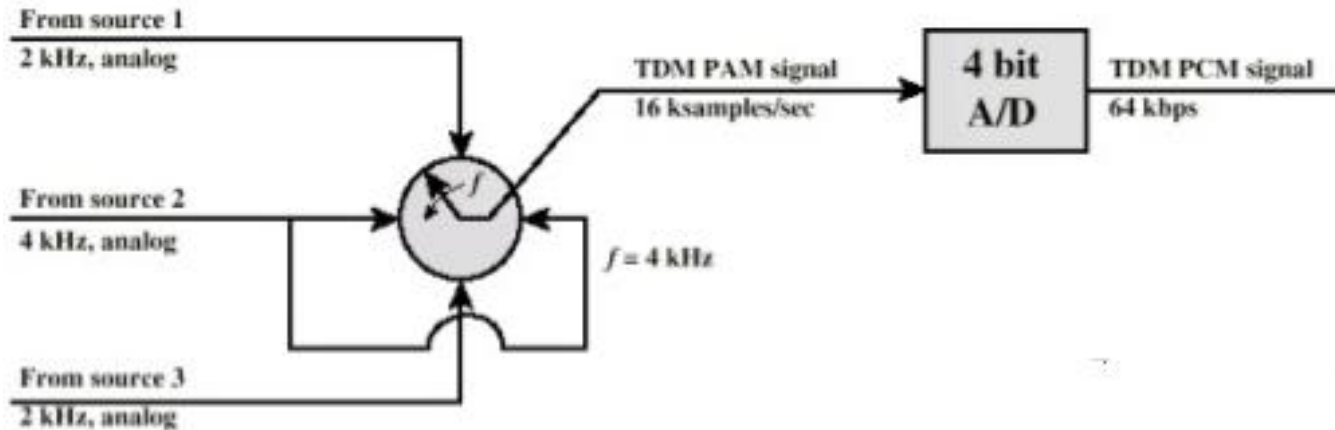 From source 1
2 kHz, analog
TDM PAM signal
16 ksamples/sec
4 bit
A/D
TDM PCM signal
64 kbps
f
From source 2
4 kHz, analog
f = 4 kHz
From source 3
2 kHz, analog